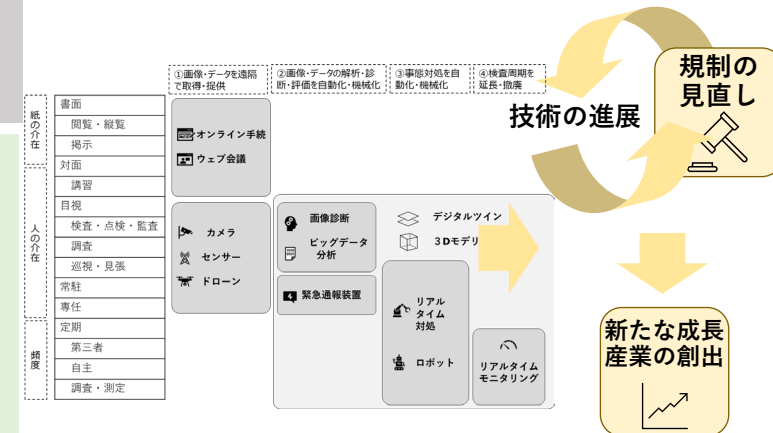 ①画像・データを遠隔
で取得・提供
②画像・データの解析・診
断・評価を自動化・機械化
③事態対処を自
動化・機械化
④検査周期を
延長・撤廃
紙の介在
人の介在
頻度
書面
閲覧・縦覧
掲示
対面
講習
目視
検査・点検・監査
調査
巡視・見張
常駐
専任
定期
第三者
自主
調査・測定
オンライン手続
ウェブ会議
カメラ
センサー
ドローン
画像診断
ビッグデータ
分析
緊急通報装置
デジタルツイン
3Dモデリ
リアル
タイム
対処
ロボット
リアルタイム
モニタリング
技術の進展
規制の
見直し
新たな成長
産業の創出